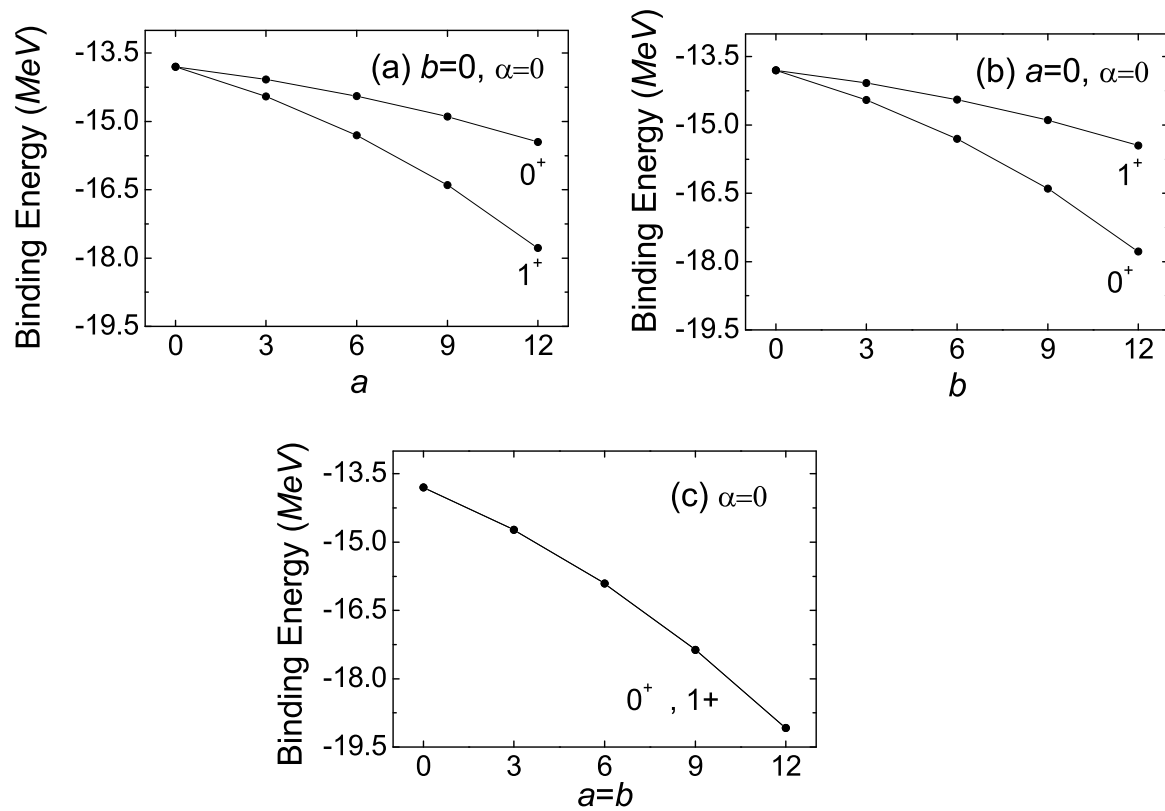 Binding Energy (MeV)
-13.5
-15.0
-16.5
-18.0
-19.5
(a) b=0, α=0
0⁺
1⁺
0 3 6 9 12
a
Binding Energy (MeV)
-13.5
-15.0
-16.5
-18.0
-19.5
(b) a=0, α=0
1⁺
0⁺
0 3 6 9 12
b
Binding Energy (MeV)
-13.5
-15.0
-16.5
-18.0
-19.5
(c) α=0
0⁺ , 1+
0 3 6 9 12
a=b